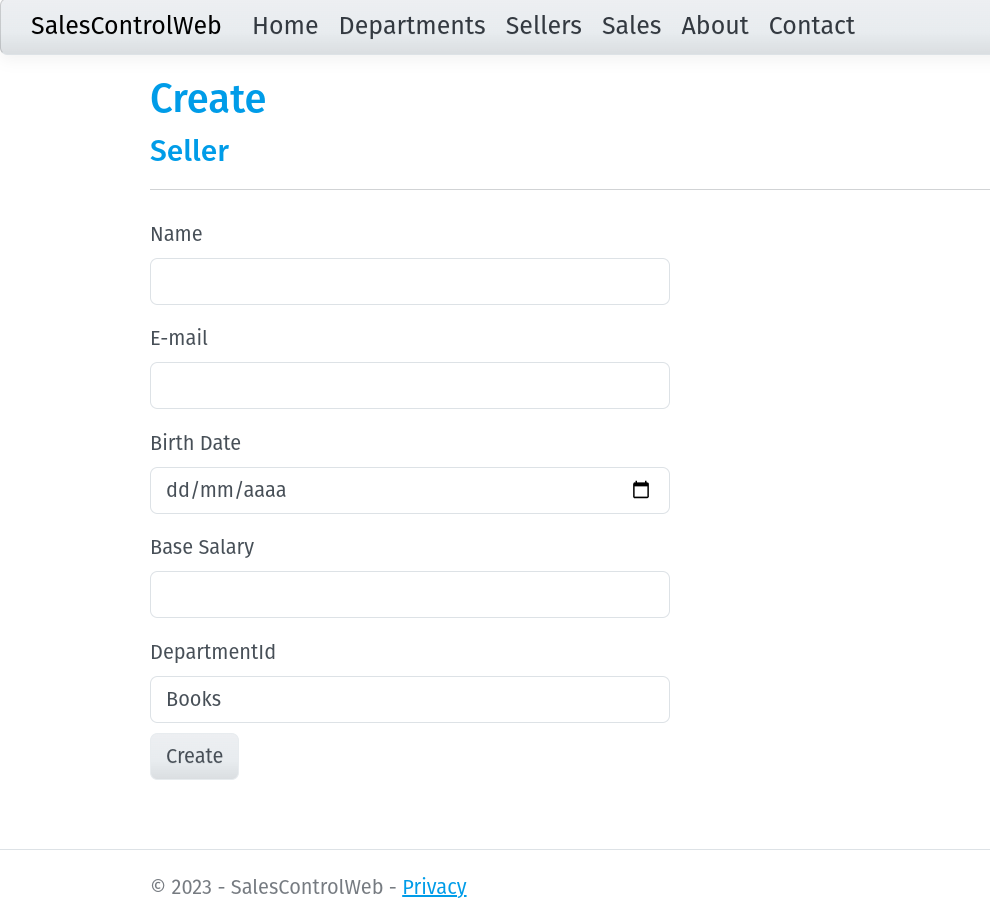 SalesControlWeb Home Departments Sellers Sales About Contact
Create
Seller
Name
E-mail
Birth Date
dd/mm/aaaa
Base Salary
DepartmentId
Books
Create
© 2023 - SalesControlWeb - Privacy